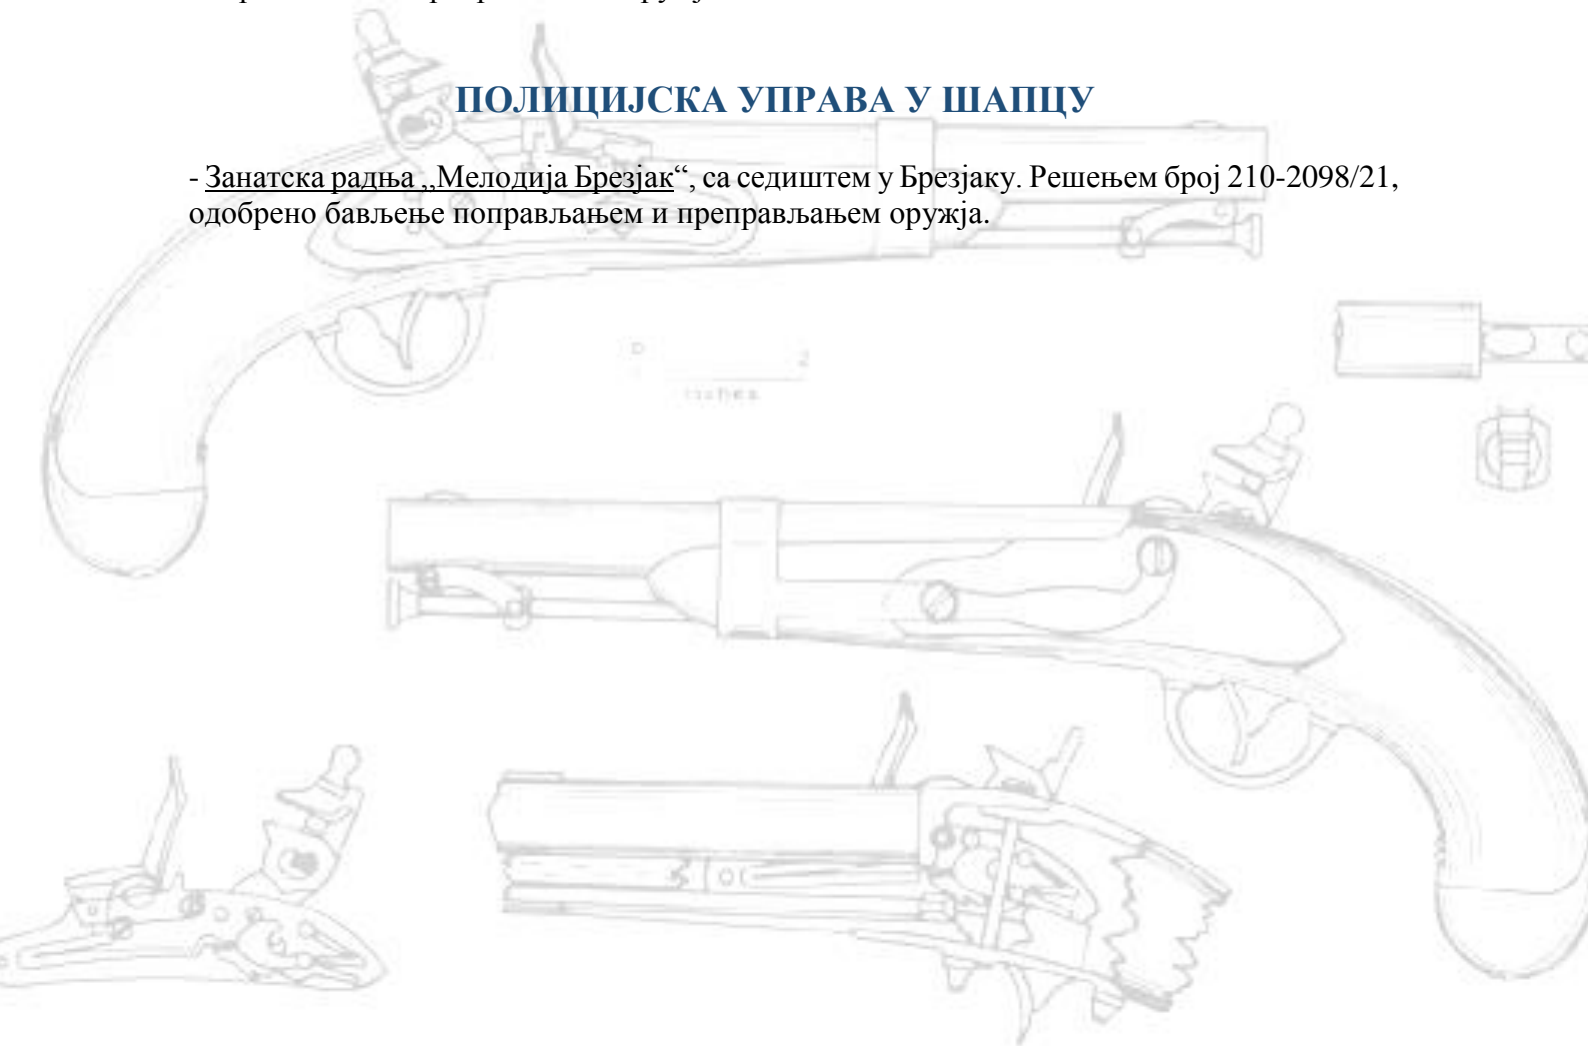 ПОЛИЦИЈСКА УПРАВА У ШАПЦУ
- Занатска радња ,,Мелодија Брезјак“, са седиштем у Брезјаку. Решењем број 210-2098/21,
одобрено бављење поправљањем и преправљањем оружја.
inches